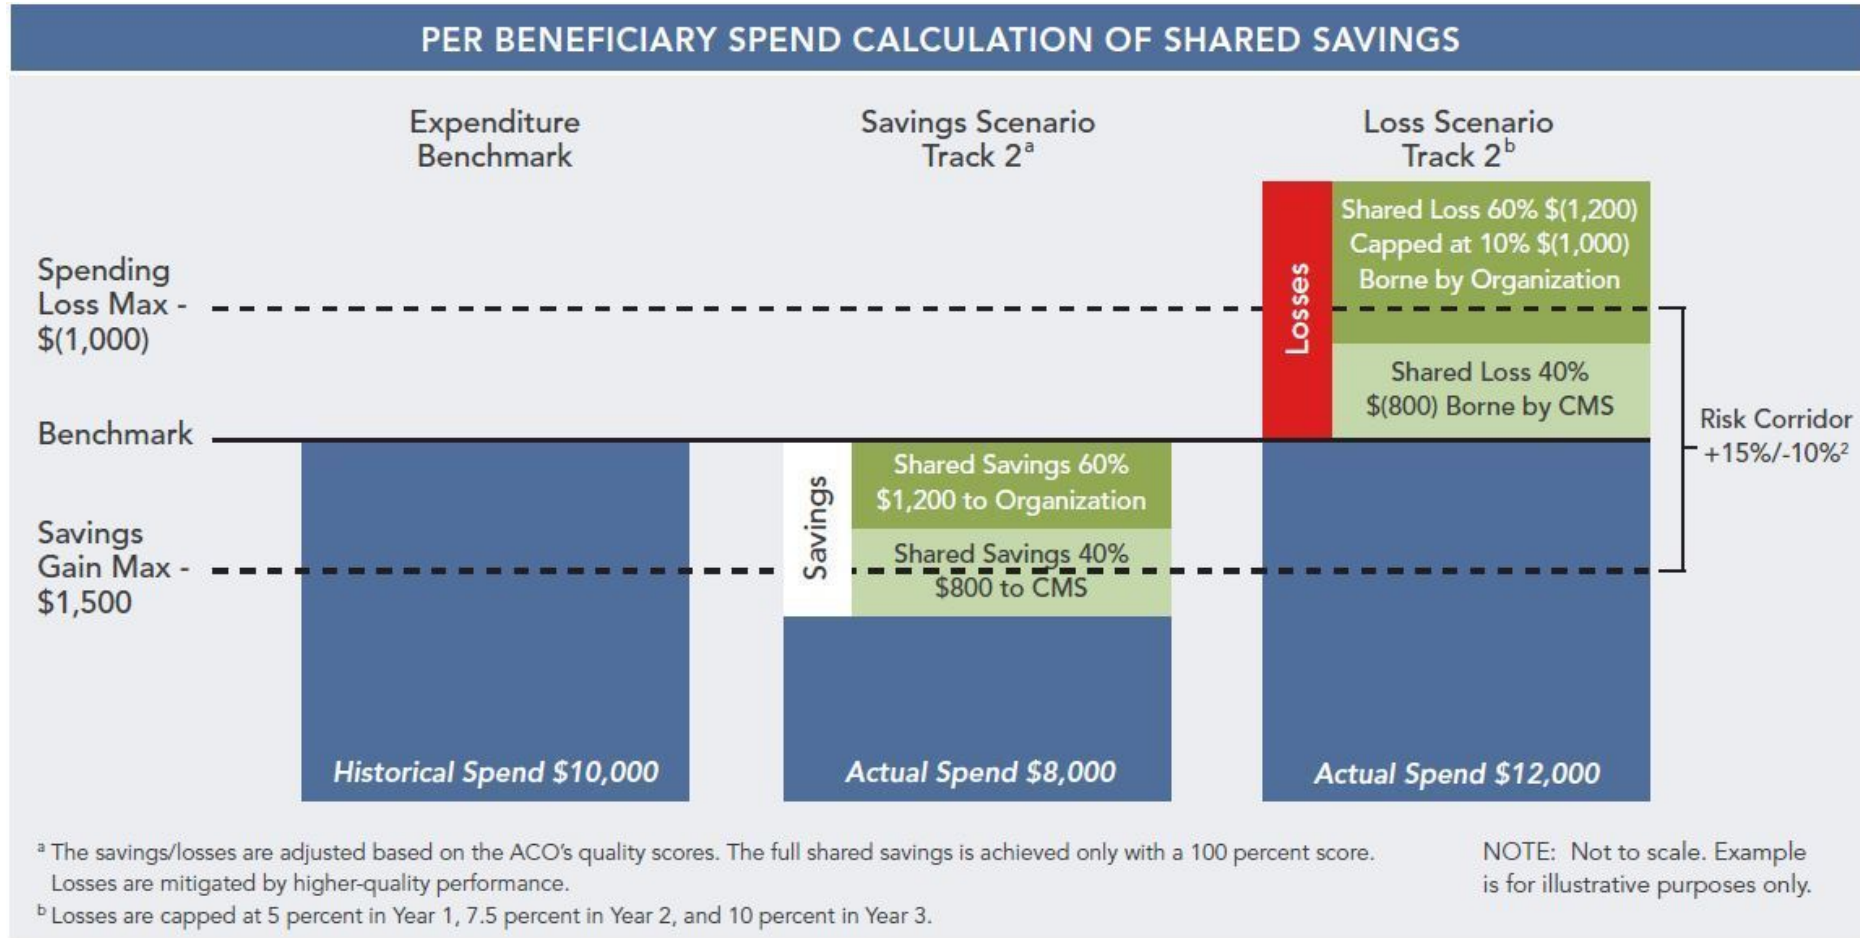 PER BENEFICIARY SPEND CALCULATION OF SHARED SAVINGS
Expenditure
Benchmark
Savings Scenario
Track 2ᵃ
Loss Scenario
Track 2ᵇ
Spending
Loss Max -
$(1,000)
Benchmark
Savings
Gain Max -
$1,500
Historical Spend $10,000
Savings
Shared Savings 60%
$1,200 to Organization
Shared Savings 40%
$800 to CMS
Actual Spend $8,000
Losses
Shared Loss 60% $(1,200)
Capped at 10% $(1,000)
Borne by Organization
Shared Loss 40%
$(800) Borne by CMS
Actual Spend $12,000
Risk Corridor
+15%/-10%²
ᵃ The savings/losses are adjusted based on the ACO's quality scores. The full shared savings is achieved only with a 100 percent score.
Losses are mitigated by higher-quality performance.
ᵇ Losses are capped at 5 percent in Year 1, 7.5 percent in Year 2, and 10 percent in Year 3.
NOTE: Not to scale. Example
is for illustrative purposes only.